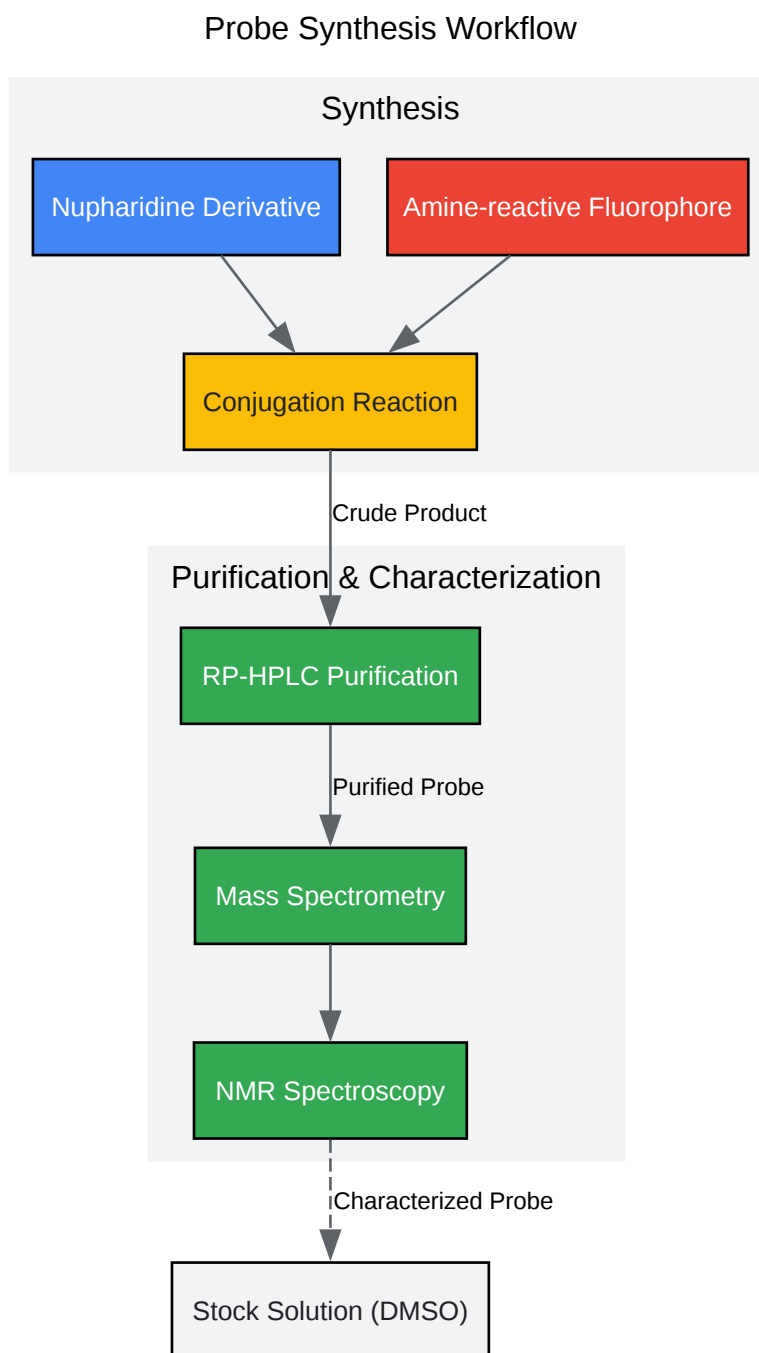 Probe Synthesis Workflow
Synthesis
Nupharidine Derivative
Amine-reactive Fluorophore
Conjugation Reaction
Crude Product
Purification & Characterization
RP-HPLC Purification
Purified Probe
Mass Spectrometry
NMR Spectroscopy
Characterized Probe
Stock Solution (DMSO)